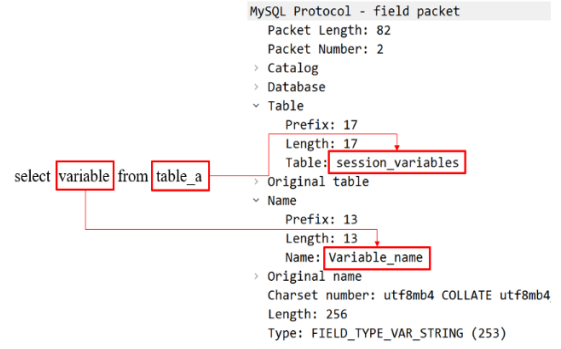 MySQL Protocol - field packet
Packet Length: 82
Packet Number: 2
> Catalog
> Database
⌄ Table
Prefix: 17
Length: 17
Table: session_variables
select variable from table_a
> Original table
⌄ Name
Prefix: 13
Length: 13
Name: Variable_name
> Original name
Charset number: utf8mb4 COLLATE utf8mb4
Length: 256
Type: FIELD_TYPE_VAR_STRING (253)